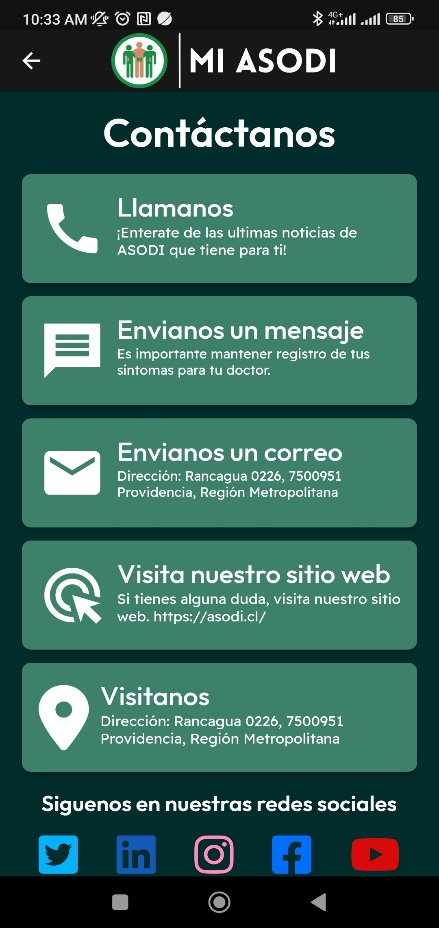 10:33 AM
4G+
85
MI ASODI
Contáctanos
Llamanos
¡Enterate de las ultimas noticias de
ASODI que tiene para ti!
Envianos un mensaje
Es importante mantener registro de tus
síntomas para tu doctor.
Envianos un correo
Dirección: Rancagua 0226, 7500951
Providencia, Región Metropolitana
Visita nuestro sitio web
Si tienes alguna duda, visita nuestro sitio
web. https://asodi.cl/
Visitanos
Dirección: Rancagua 0226, 7500951
Providencia, Región Metropolitana
Siguenos en nuestras redes sociales
in